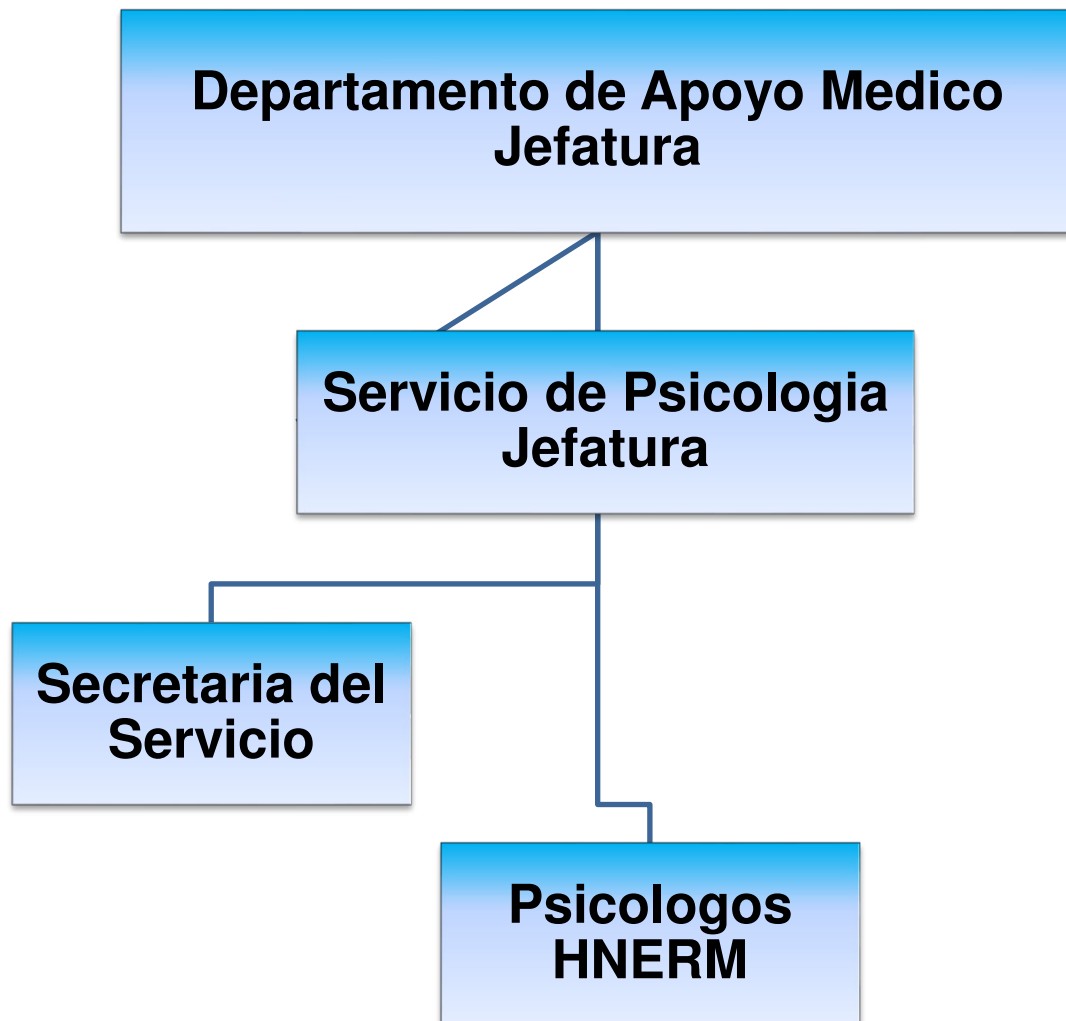 Departamento de Apoyo Medico
Jefatura
Servicio de Psicologia
Jefatura
Secretaria del
Servicio
Psicologos
HNERM